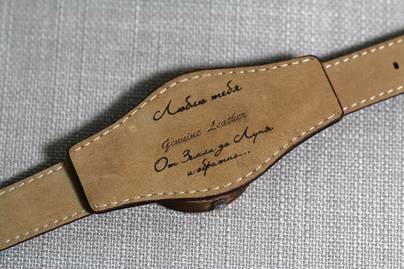 Люблю тебя
Genuine Leather
От Земли до Луны
и обратно...